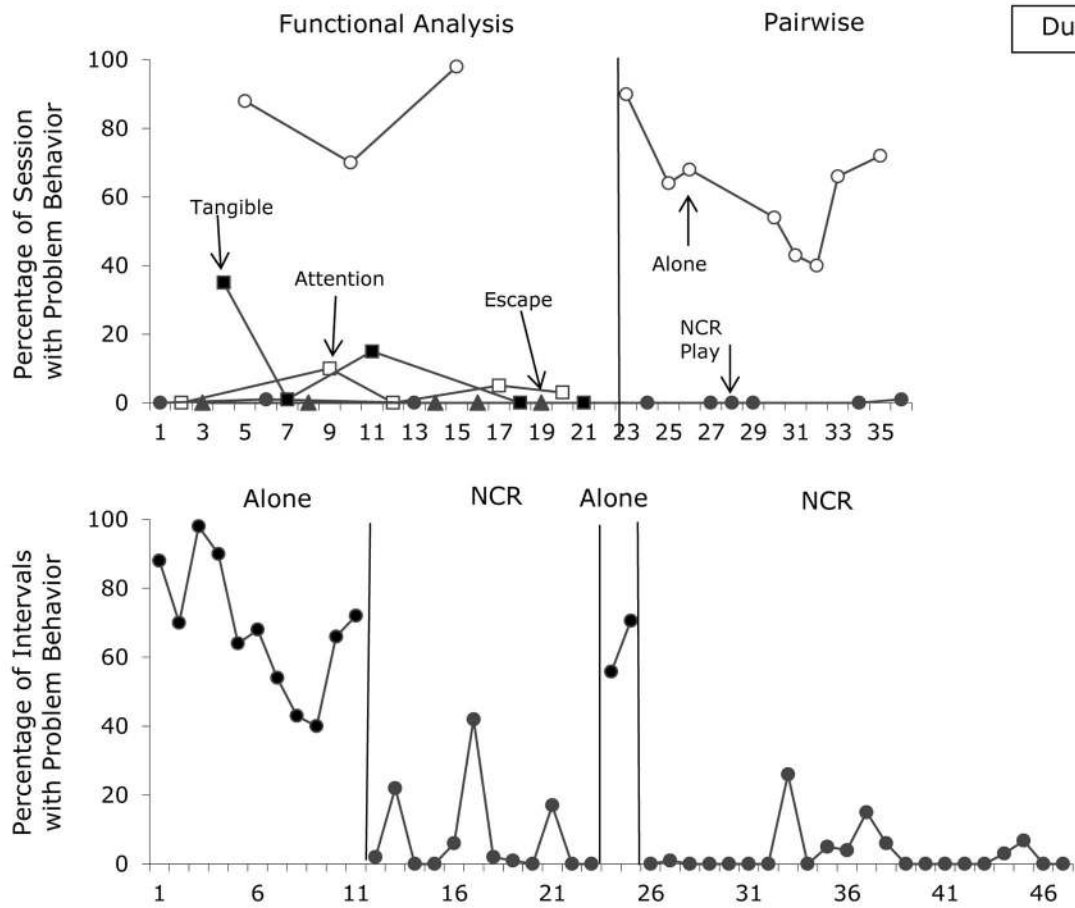 Functional Analysis
Pairwise
Du
Percentage of Session
with Problem Behavior
100
80
60
40
20
0
Tangible
Attention
Escape
Alone
NCR
Play
1 3 5 7 9 11 13 15 17 19 21 23 25 27 29 31 33 35
Alone NCR Alone NCR
Percentage of Intervals
with Problem Behavior
100
80
60
40
20
0
1 6 11 16 21 26 31 36 41 46